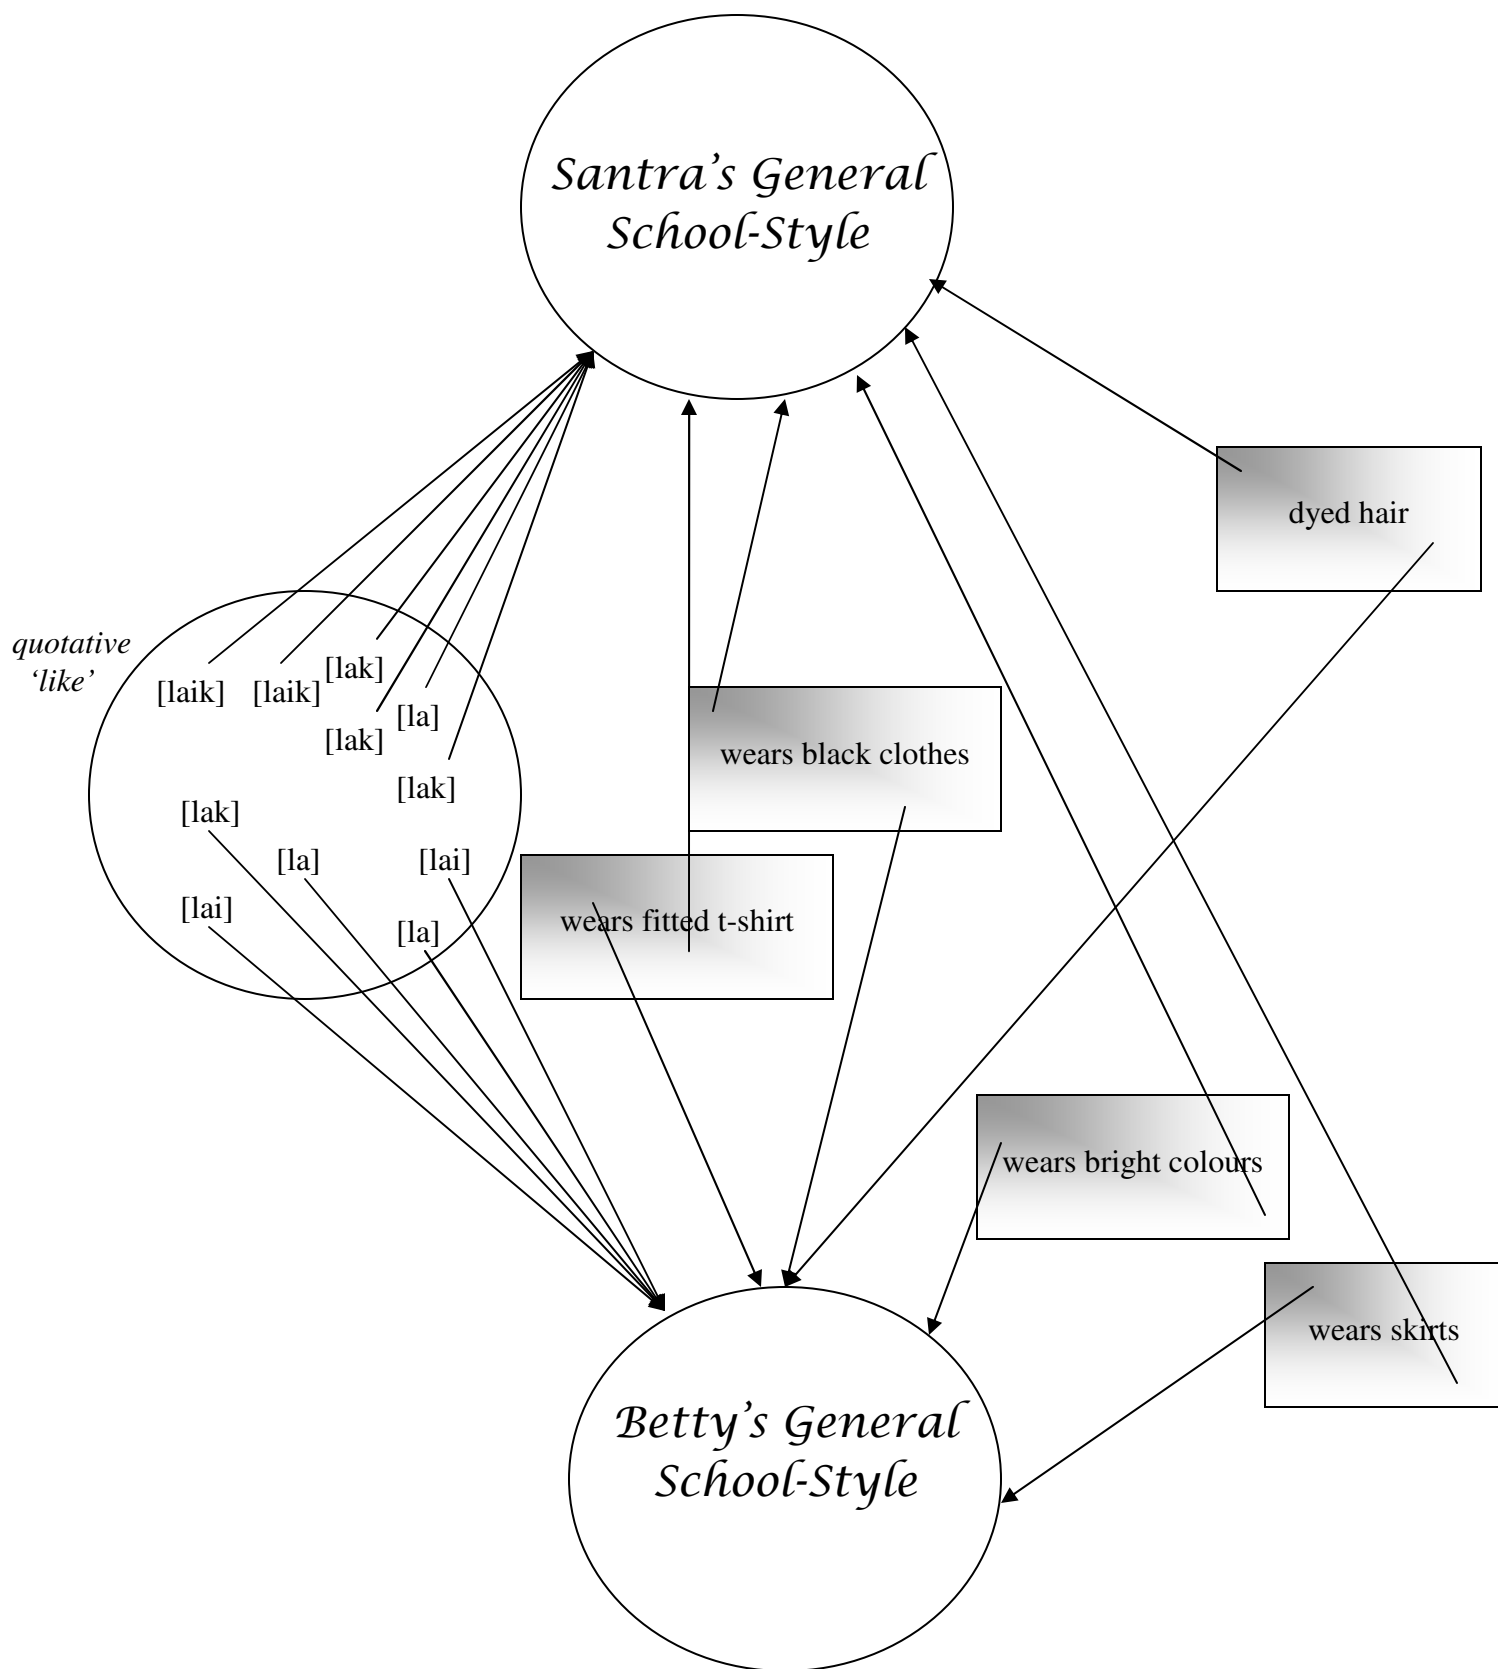 Santra’s General
School-Style
dyed hair
quotative
‘like’
[laik]
[laik]
[lak]
[lak]
[la]
[lak]
wears black clothes
[lak]
[la]
[lai]
[lai]
[la]
wears fitted t-shirt
wears bright colours
wears skirts
Betty’s General
School-Style